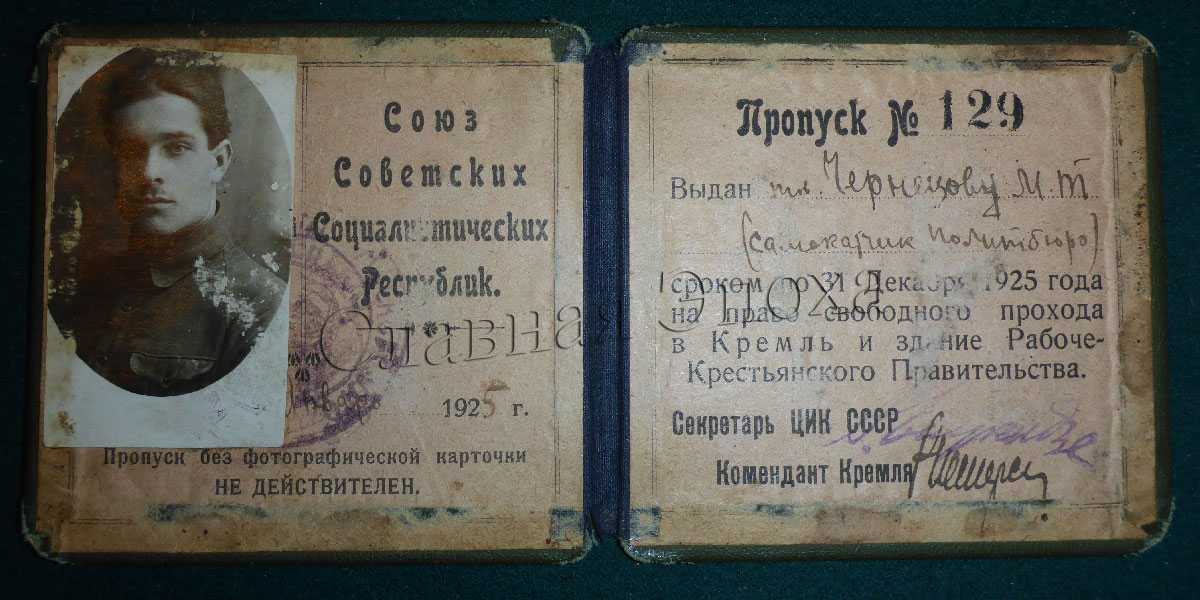 Союз
Советских
Социалистических
Республик.
1925 г.
Пропуск без фотографической карточки
НЕ ДЕЙСТВИТЕЛЕН.
Пропуск № 129
Выдан тов. Чернецову М. Т.
(самокатчик Политбюро)
сроком по 31 Декабря 1925 года
на право свободного прохода
в Кремль и здание Рабоче-
Крестьянского Правительства.
Секретарь ЦИК СССР
Комендант Кремля
Славная Эпоха